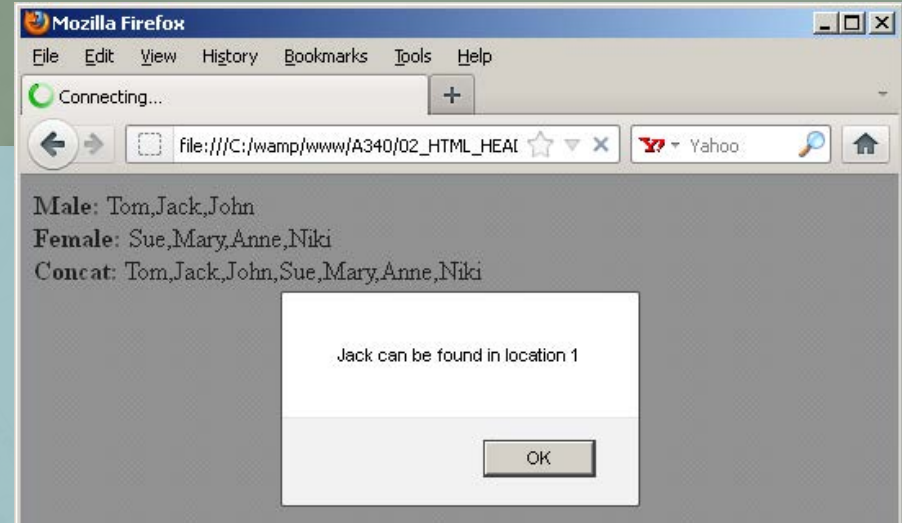 Mozilla Firefox
File Edit View History Bookmarks Tools Help
Connecting...
file:///C:/wamp/www/A340/02_HTML_HEA
Yahoo
Male: Tom,Jack,John
Female: Sue,Mary,Anne,Niki
Concat: Tom,Jack,John,Sue,Mary,Anne,Niki
Jack can be found in location 1
OK